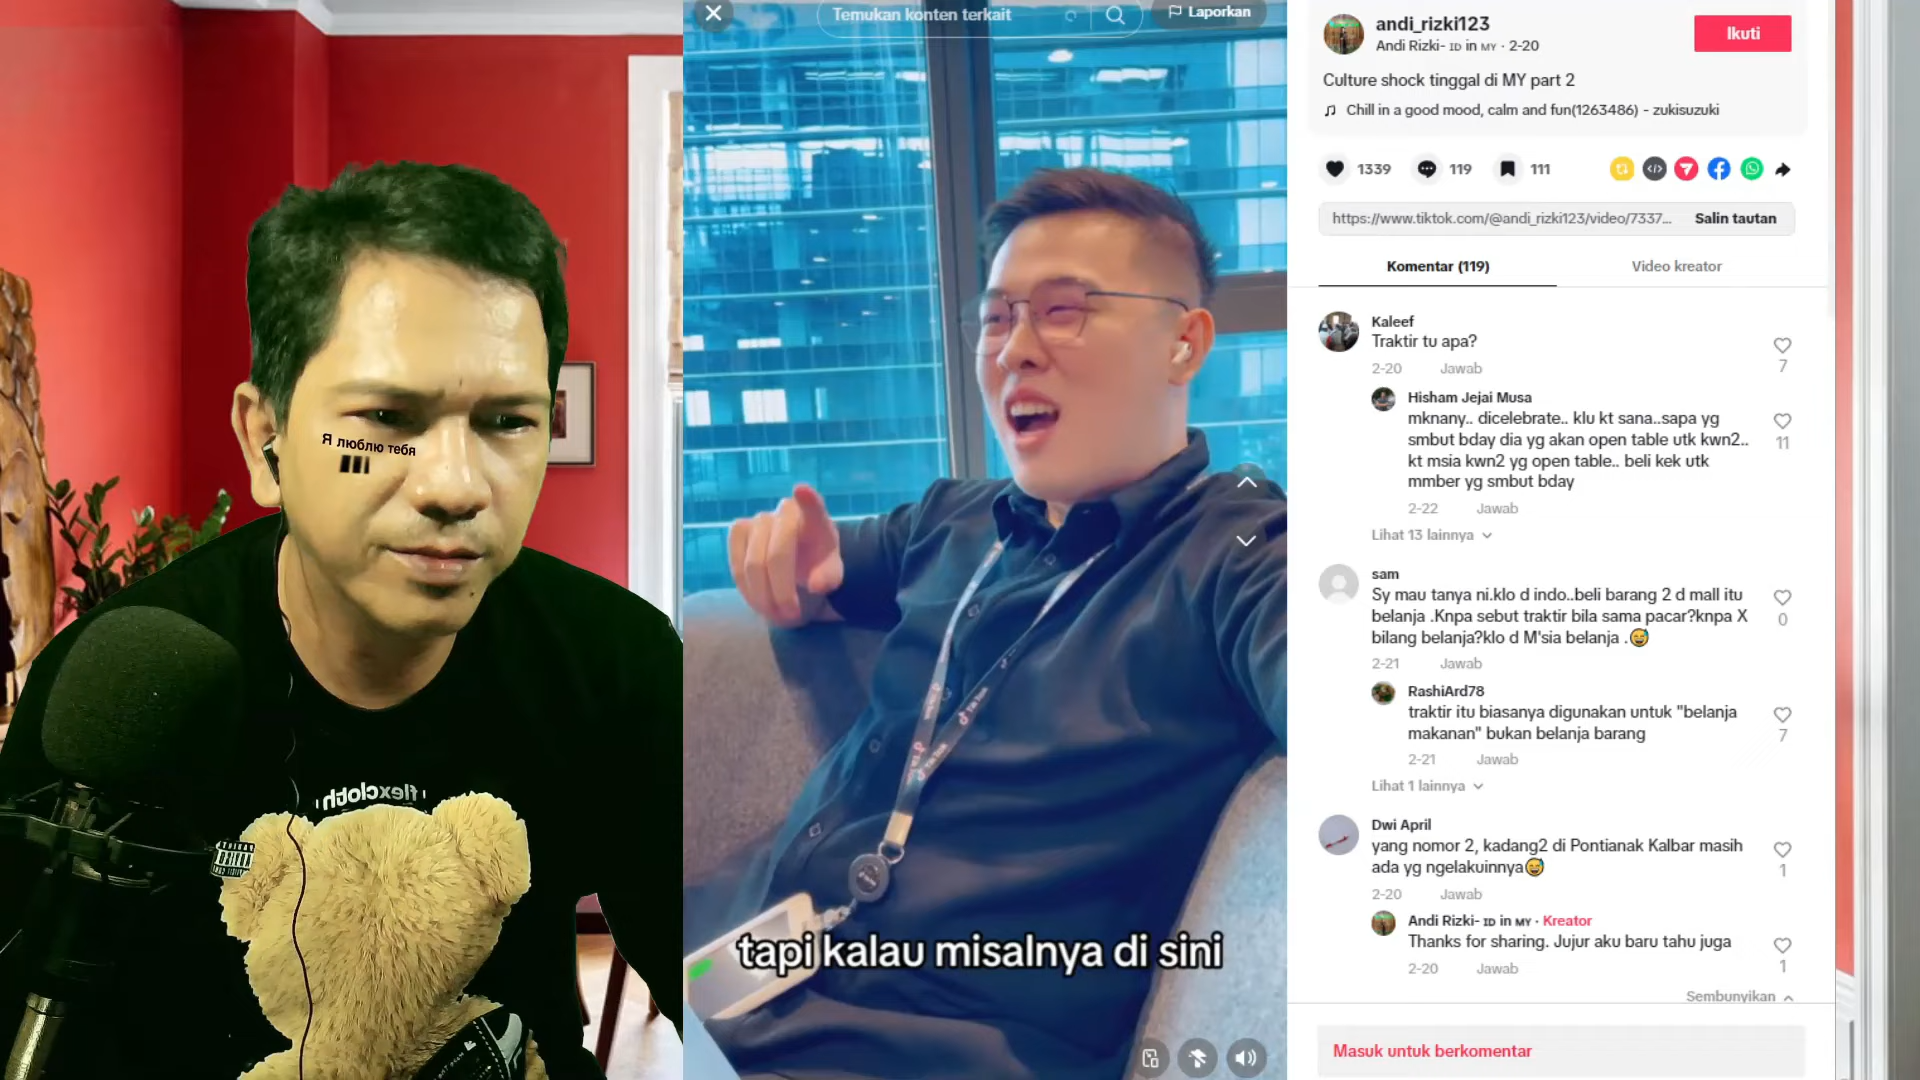 Я люблю тебя
flexcloth
Temukan konten terkait
Laporkan
tapi kalau misalnya di sini
andi_rizki123
Andi Rizki- ɪᴅ in ᴍʏ · 2-20
Ikuti
Culture shock tinggal di MY part 2
Chill in a good mood, calm and fun(1263486) - zukisuzuki
1339
119
111
https://www.tiktok.com/@andi_rizki123/video/7337...
Salin tautan
Komentar (119)
Video kreator
Kaleef
Traktir tu apa?
2-20
Jawab
7
Hisham Jejai Musa
mknany.. dicelebrate.. klu kt sana..sapa yg
smbut bday dia yg akan open table utk kwn2..
kt msia kwn2 yg open table.. beli kek utk
mmber yg smbut bday
2-22
Jawab
11
Lihat 13 lainnya
sam
Sy mau tanya ni.klo d indo..beli barang 2 d mall itu
belanja .Knpa sebut traktir bila sama pacar?knpa X
bilang belanja?klo d M'sia belanja .😅
2-21
Jawab
0
RashiArd78
traktir itu biasanya digunakan untuk "belanja
makanan" bukan belanja barang
2-21
Jawab
7
Lihat 1 lainnya
Dwi April
yang nomor 2, kadang2 di Pontianak Kalbar masih
ada yg ngelakuinnya😅
2-20
Jawab
1
Andi Rizki- ɪᴅ in ᴍʏ · Kreator
Thanks for sharing. Jujur aku baru tahu juga
2-20
Jawab
1
Sembunyikan
Masuk untuk berkomentar